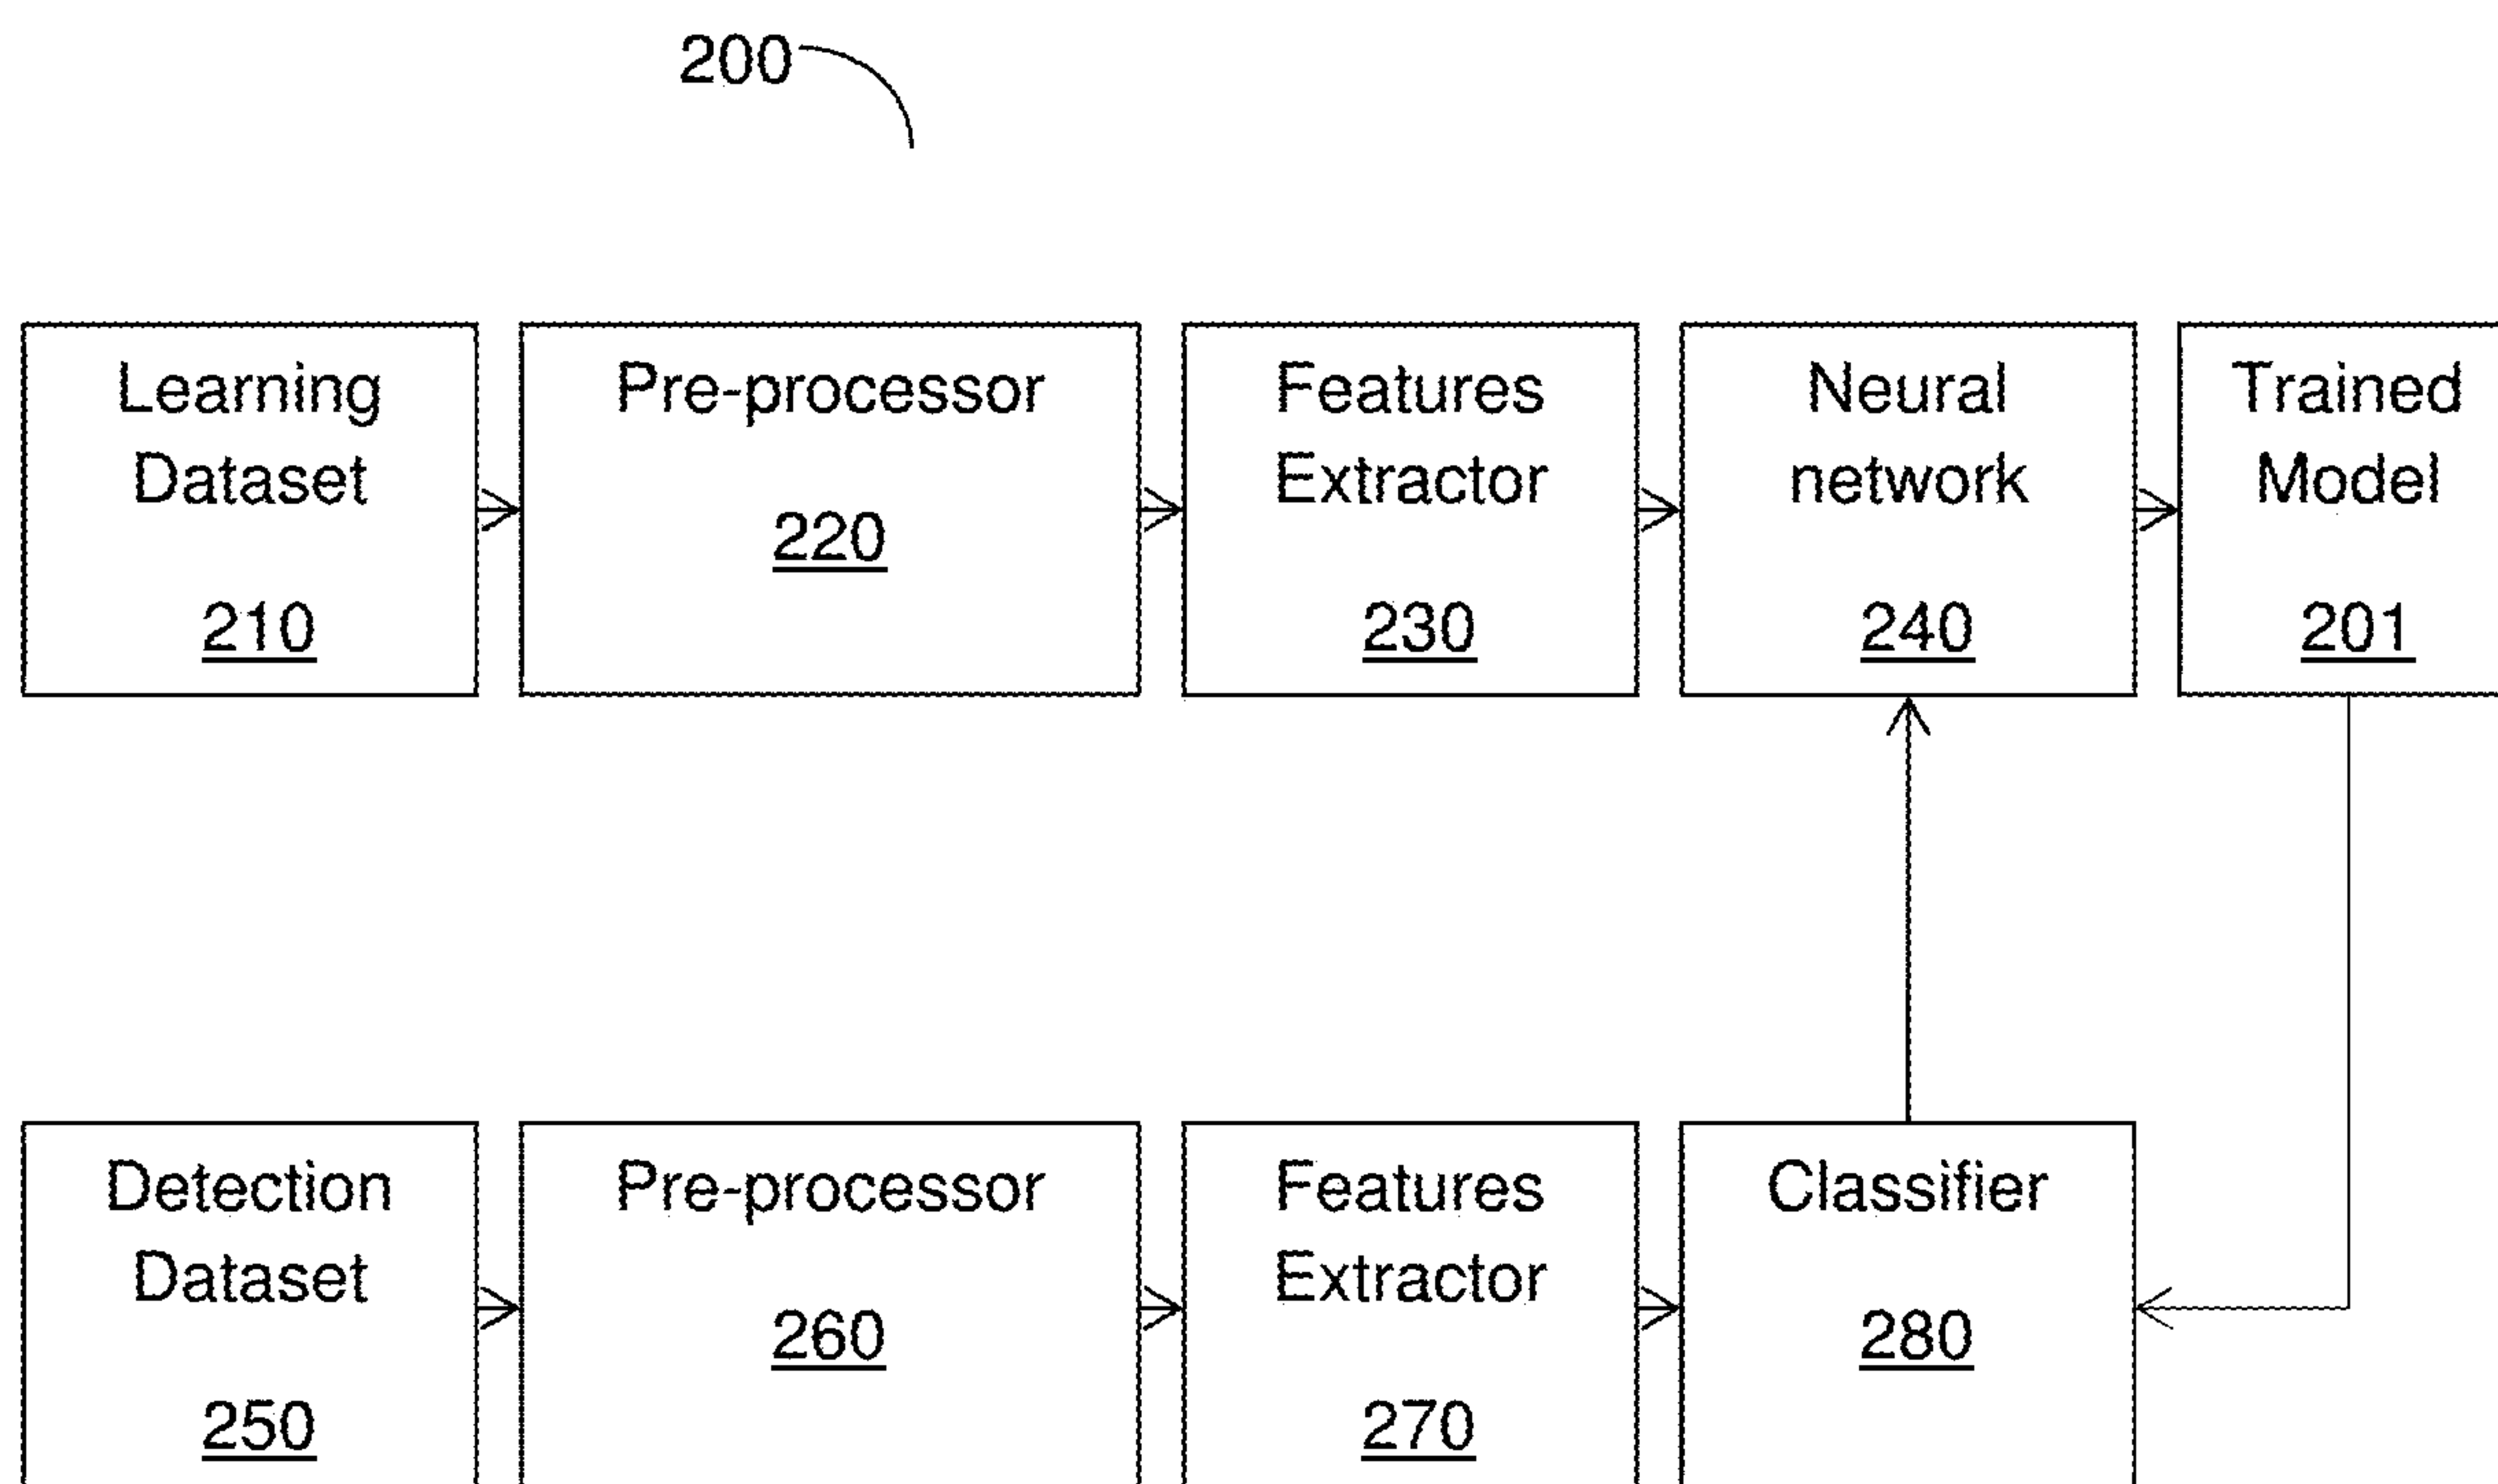 200
Learning
Dataset
210
Pre-processor
220
Features
Extractor
230
Neural
network
240
Trained
Model
201
Detection
Dataset
250
Pre-processor
260
Features
Extractor
270
Classifier
280